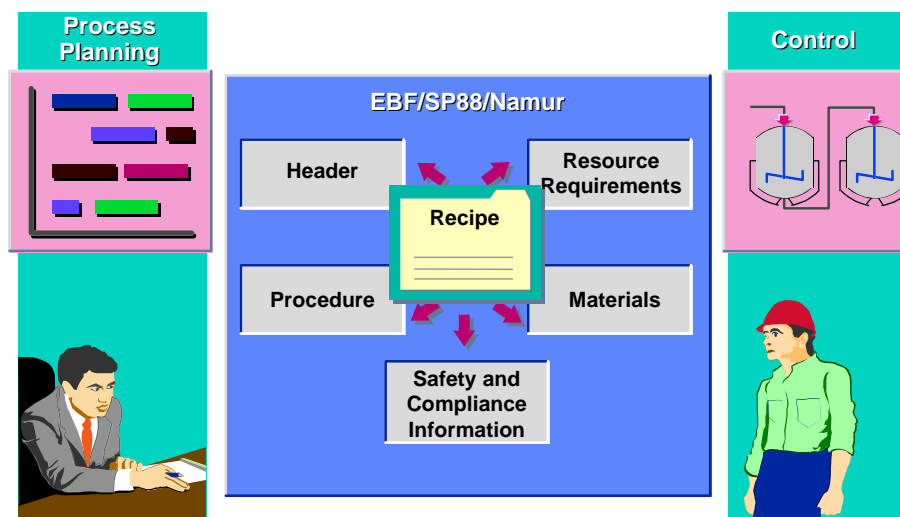 Process
Planning
Control
EBF/SP88/Namur
Header
Resource
Requirements
Recipe
Procedure
Materials
Safety and
Compliance
Information